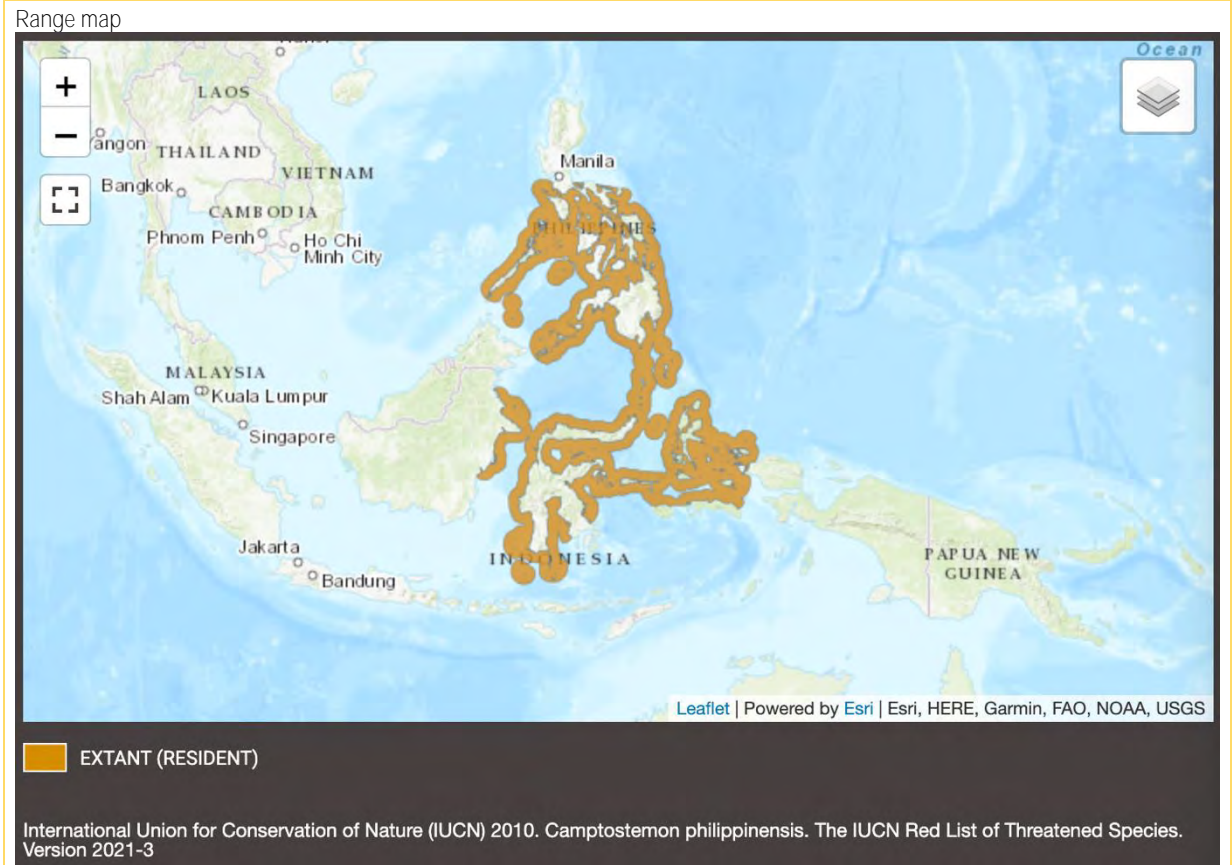 Range map
Ocean
+
LAOS
−
angon
THAILAND
Manila
VIETNAM
Bangkok
CAMBODIA
PHILIPPINES
Phnom Penh
Ho Chi
Minh City
MALAYSIA
Shah Alam
Kuala Lumpur
Singapore
Jakarta
INDONESIA
PAPUA NEW
GUINEA
Bandung
Leaflet | Powered by Esri | Esri, HERE, Garmin, FAO, NOAA, USGS
EXTANT (RESIDENT)
International Union for Conservation of Nature (IUCN) 2010. Camptostemon philippinensis. The IUCN Red List of Threatened Species.
Version 2021-3